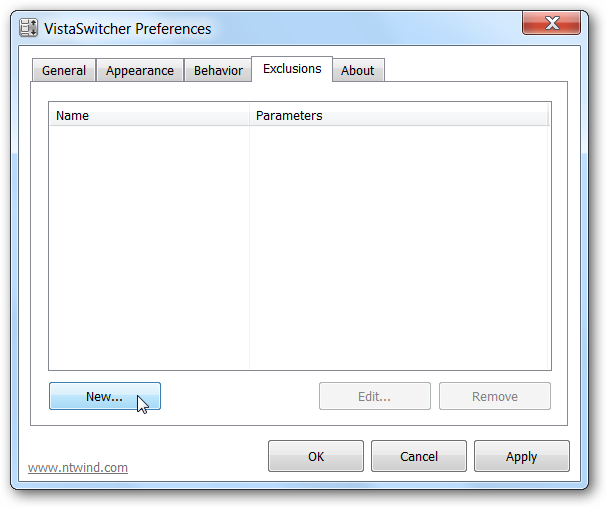 VistaSwitcher Preferences
General Appearance Behavior Exclusions About
Name Parameters
New... Edit... Remove
www.ntwind.com OK Cancel Apply